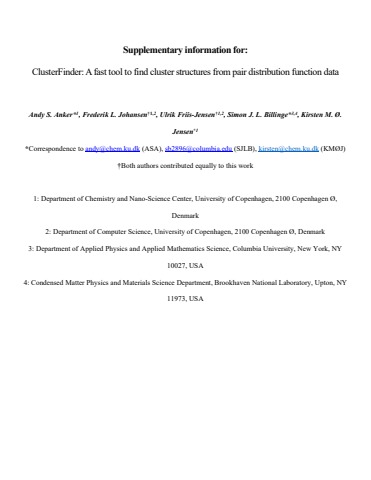 Supplementary information for:
ClusterFinder: A fast tool to find cluster structures from pair distribution function data
Andy S. Anker*1, Frederik L. Johansen†1,2, Ulrik Friis-Jensen†1,2, Simon J. L. Billinge*3,4, Kirsten M. Ø.
Jensen*1
*Correspondence to andy@chem.ku.dk (ASA), sb2896@columbia.edu (SJLB), kirsten@chem.ku.dk (KMØJ)
†Both authors contributed equally to this work
1: Department of Chemistry and Nano-Science Center, University of Copenhagen, 2100 Copenhagen Ø,
Denmark
2: Department of Computer Science, University of Copenhagen, 2100 Copenhagen Ø, Denmark
3: Department of Applied Physics and Applied Mathematics Science, Columbia University, New York, NY
10027, USA
4: Condensed Matter Physics and Materials Science Department, Brookhaven National Laboratory, Upton, NY
11973, USA